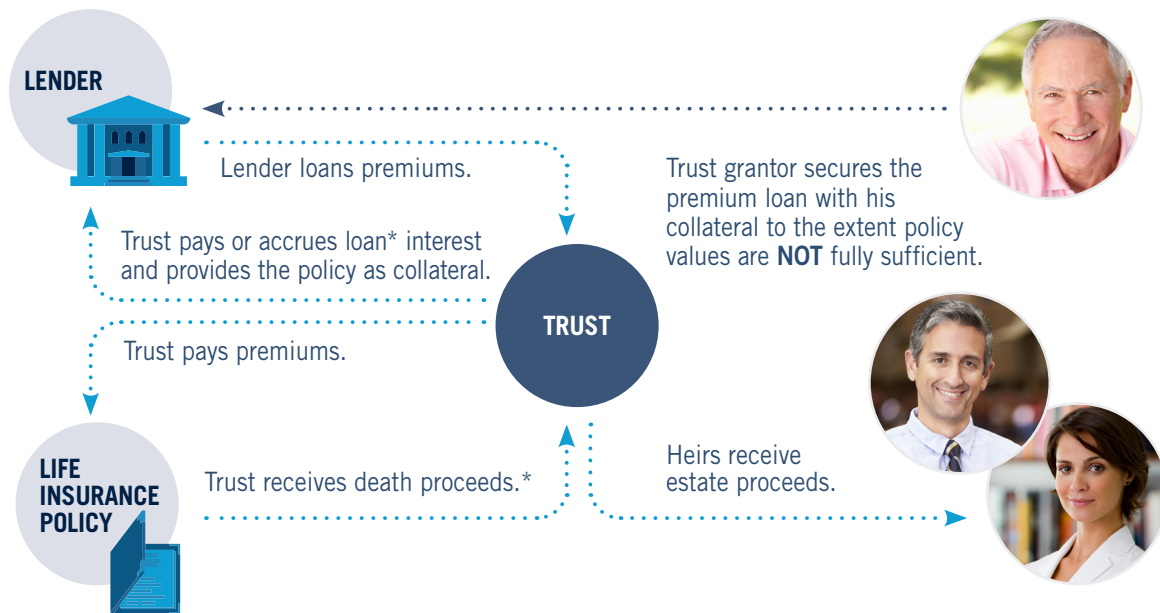 LENDER
Lender loans premiums.
Trust grantor secures the
premium loan with his
collateral to the extent policy
values are NOT fully sufficient.
Trust pays or accrues loan* interest
and provides the policy as collateral.
TRUST
Trust pays premiums.
LIFE
INSURANCE
POLICY
Trust receives death proceeds.*
Heirs receive
estate proceeds.